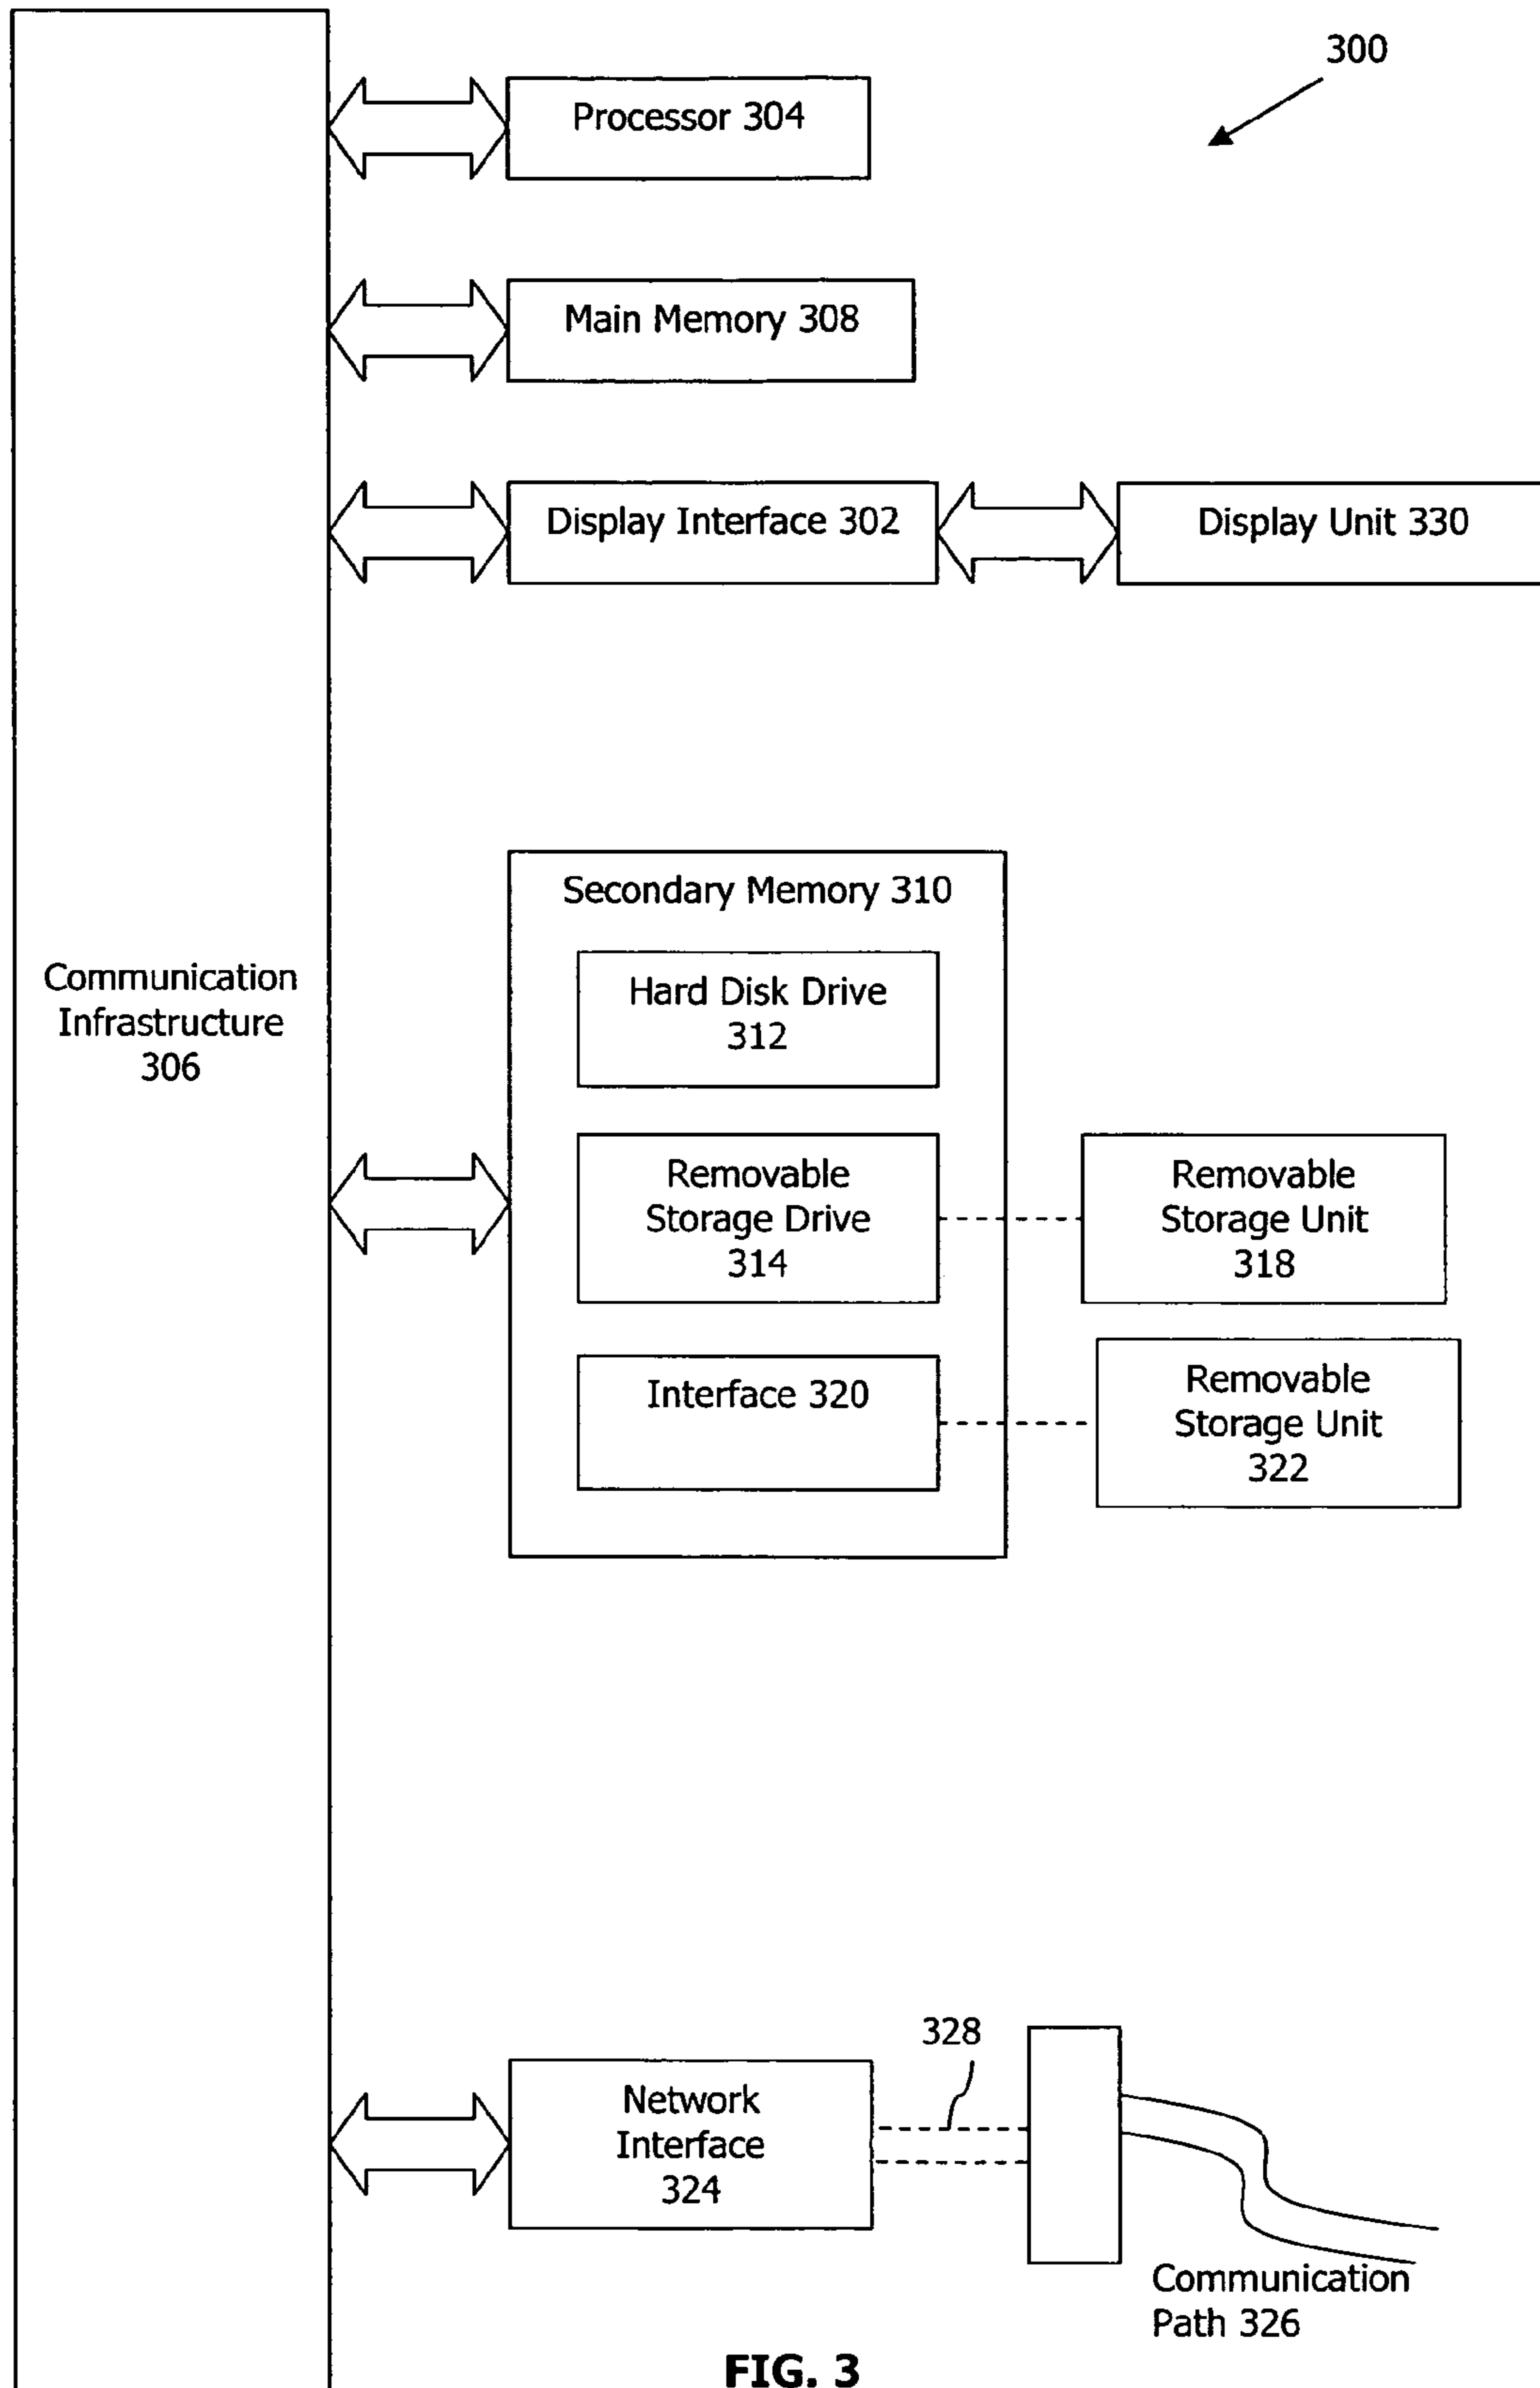 300
Processor 304
Main Memory 308
Display Interface 302
Display Unit 330
Secondary Memory 310
Hard Disk Drive
312
Communication
Infrastructure
306
Removable
Storage Drive
314
Removable
Storage Unit
318
Interface 320
Removable
Storage Unit
322
328
Network
Interface
324
Communication
Path 326
FIG. 3